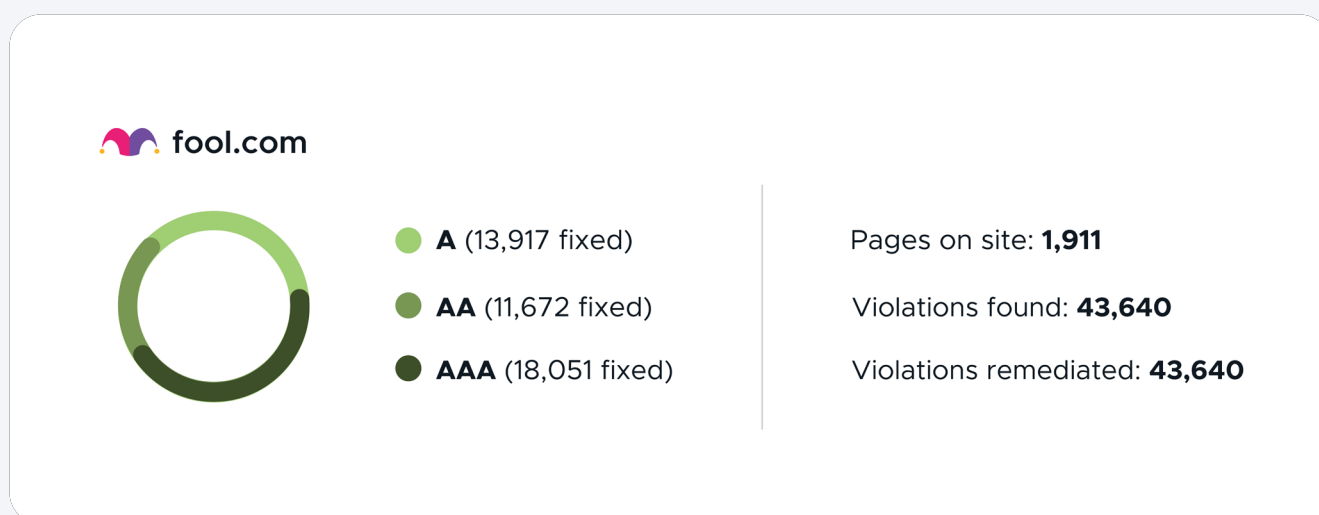 fool.com
A (13,917 fixed)
AA (11,672 fixed)
AAA (18,051 fixed)
Pages on site: 1,911
Violations found: 43,640
Violations remediated: 43,640